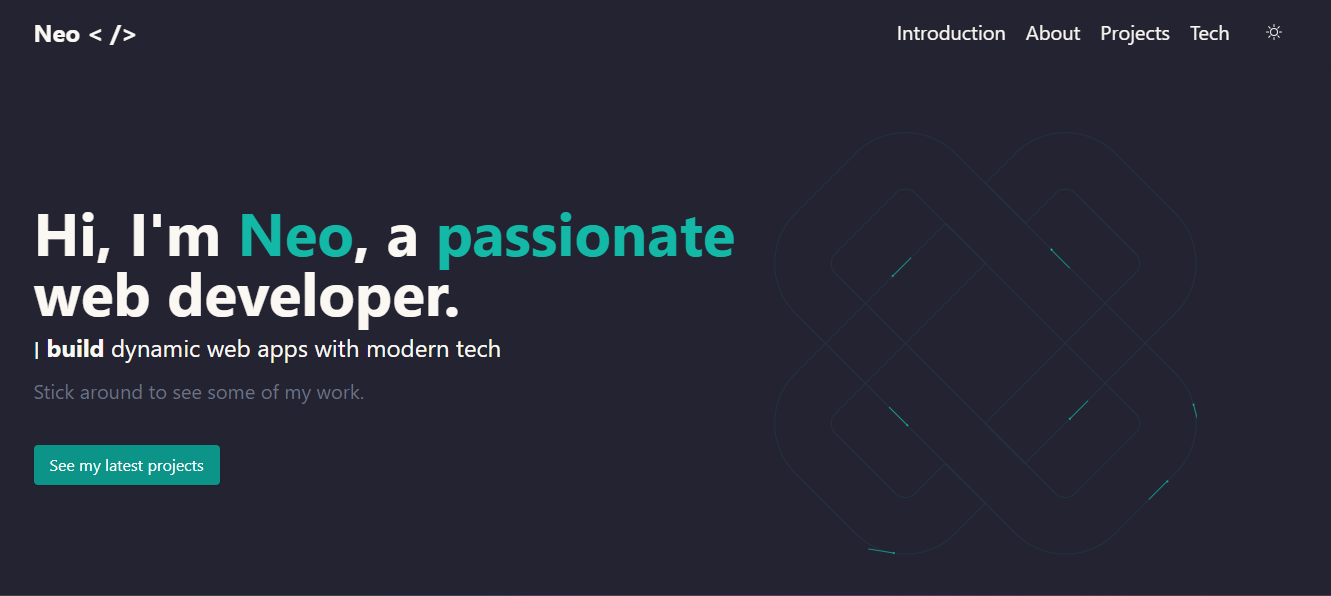 Neo < />
Introduction About Projects Tech
Hi, I'm Neo, a passionate
web developer.
I build dynamic web apps with modern tech
Stick around to see some of my work.
See my latest projects